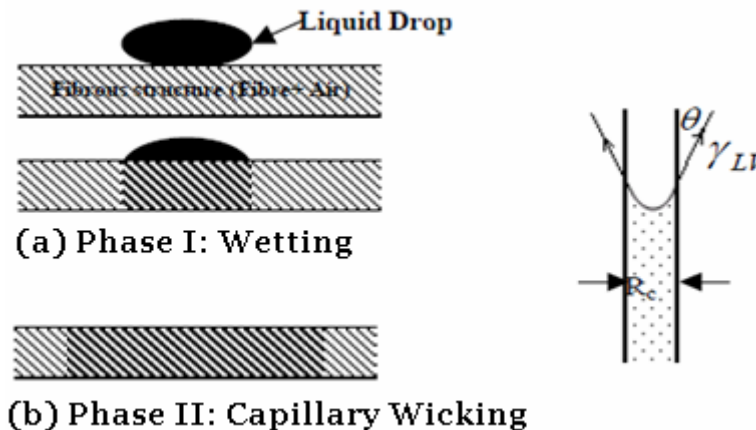 Liquid Drop
Fibrous structure (Fibre+ Air)
(a) Phase I: Wetting
(b) Phase II: Capillary Wicking
θ
γLV
Rc